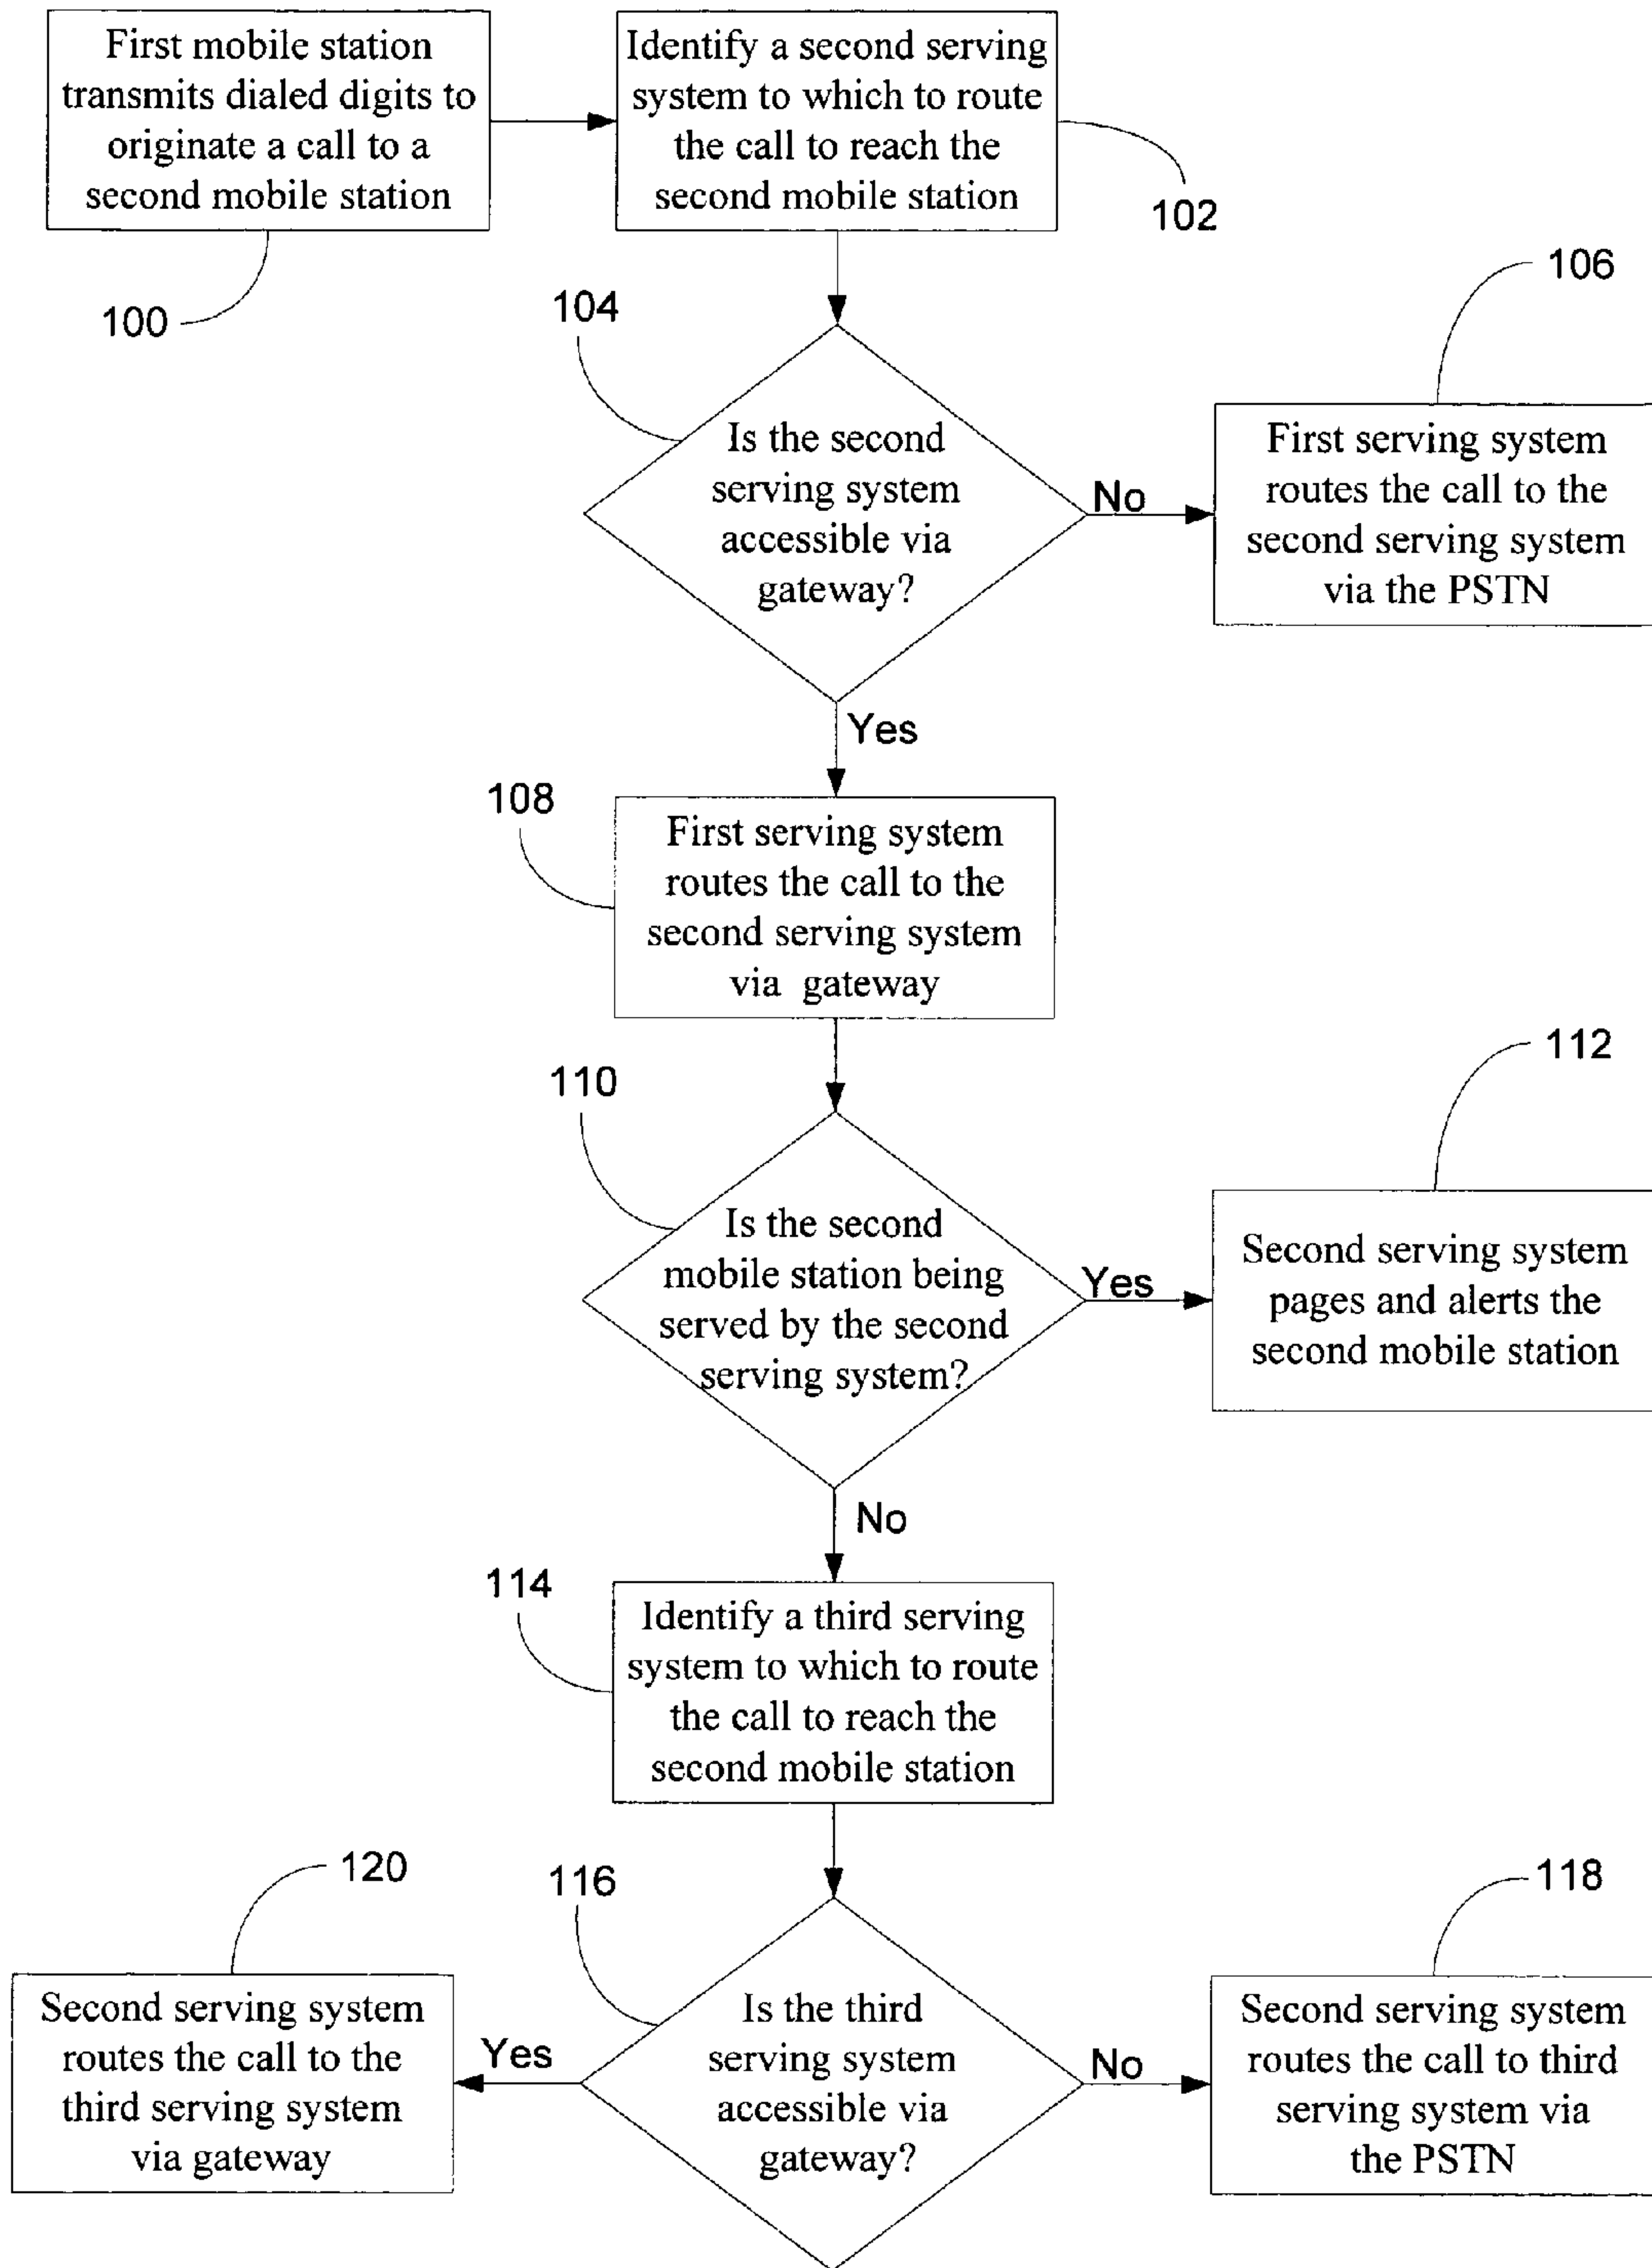 First mobile station
transmits dialed digits to
originate a call to a
second mobile station
100
Identify a second serving
system to which to route
the call to reach the
second mobile station
102
104
Is the second
serving system
accessible via
gateway?
No
106
First serving system
routes the call to the
second serving system
via the PSTN
Yes
108
First serving system
routes the call to the
second serving system
via gateway
110
Is the second
mobile station being
served by the second
serving system?
Yes
112
Second serving system
pages and alerts the
second mobile station
No
114
Identify a third serving
system to which to route
the call to reach the
second mobile station
116
Is the third
serving system
accessible via
gateway?
Yes
120
Second serving system
routes the call to the
third serving system
via gateway
No
118
Second serving system
routes the call to third
serving system via
the PSTN